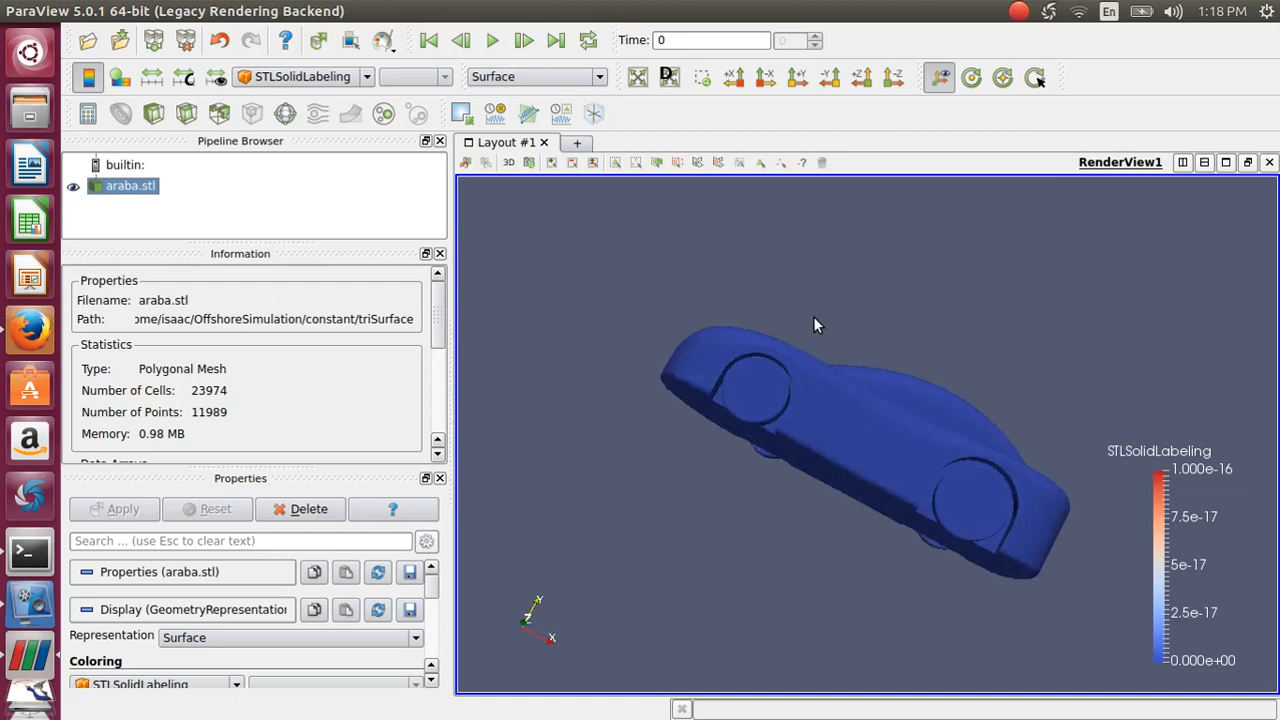 ParaView 5.0.1 64-bit (Legacy Rendering Backend)
En
1:18 PM
Time: 0
0
STLSolidLabeling
Surface
+X
-X
+Y
-Y
+Z
-Z
Pipeline Browser
builtin:
araba.stl
Information
Properties
Filename: araba.stl
Path: ome/isaac/OffshoreSimulation/constant/triSurface
Statistics
Type: Polygonal Mesh
Number of Cells: 23974
Number of Points: 11989
Memory: 0.98 MB
Properties
Apply
Reset
Delete
?
Search ... (use Esc to clear text)
Properties (araba.stl)
Display (GeometryRepresentation
Representation Surface
Coloring
STLSolidLabeling
Layout #1
+
3D
RenderView1
STLSolidLabeling
1.000e-16
7.5e-17
5e-17
2.5e-17
0.000e+00
Y
Z
X